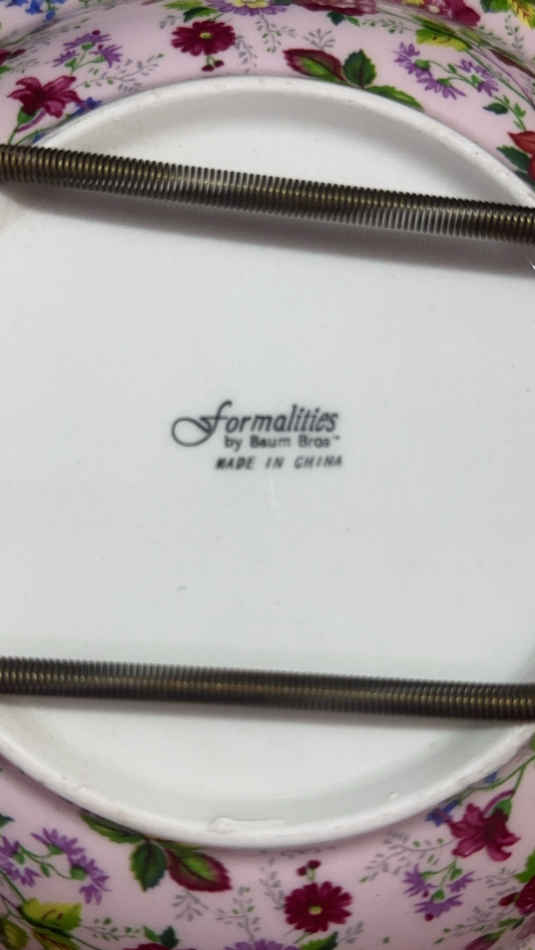 Formalities
by Baum Bros™
MADE IN CHINA